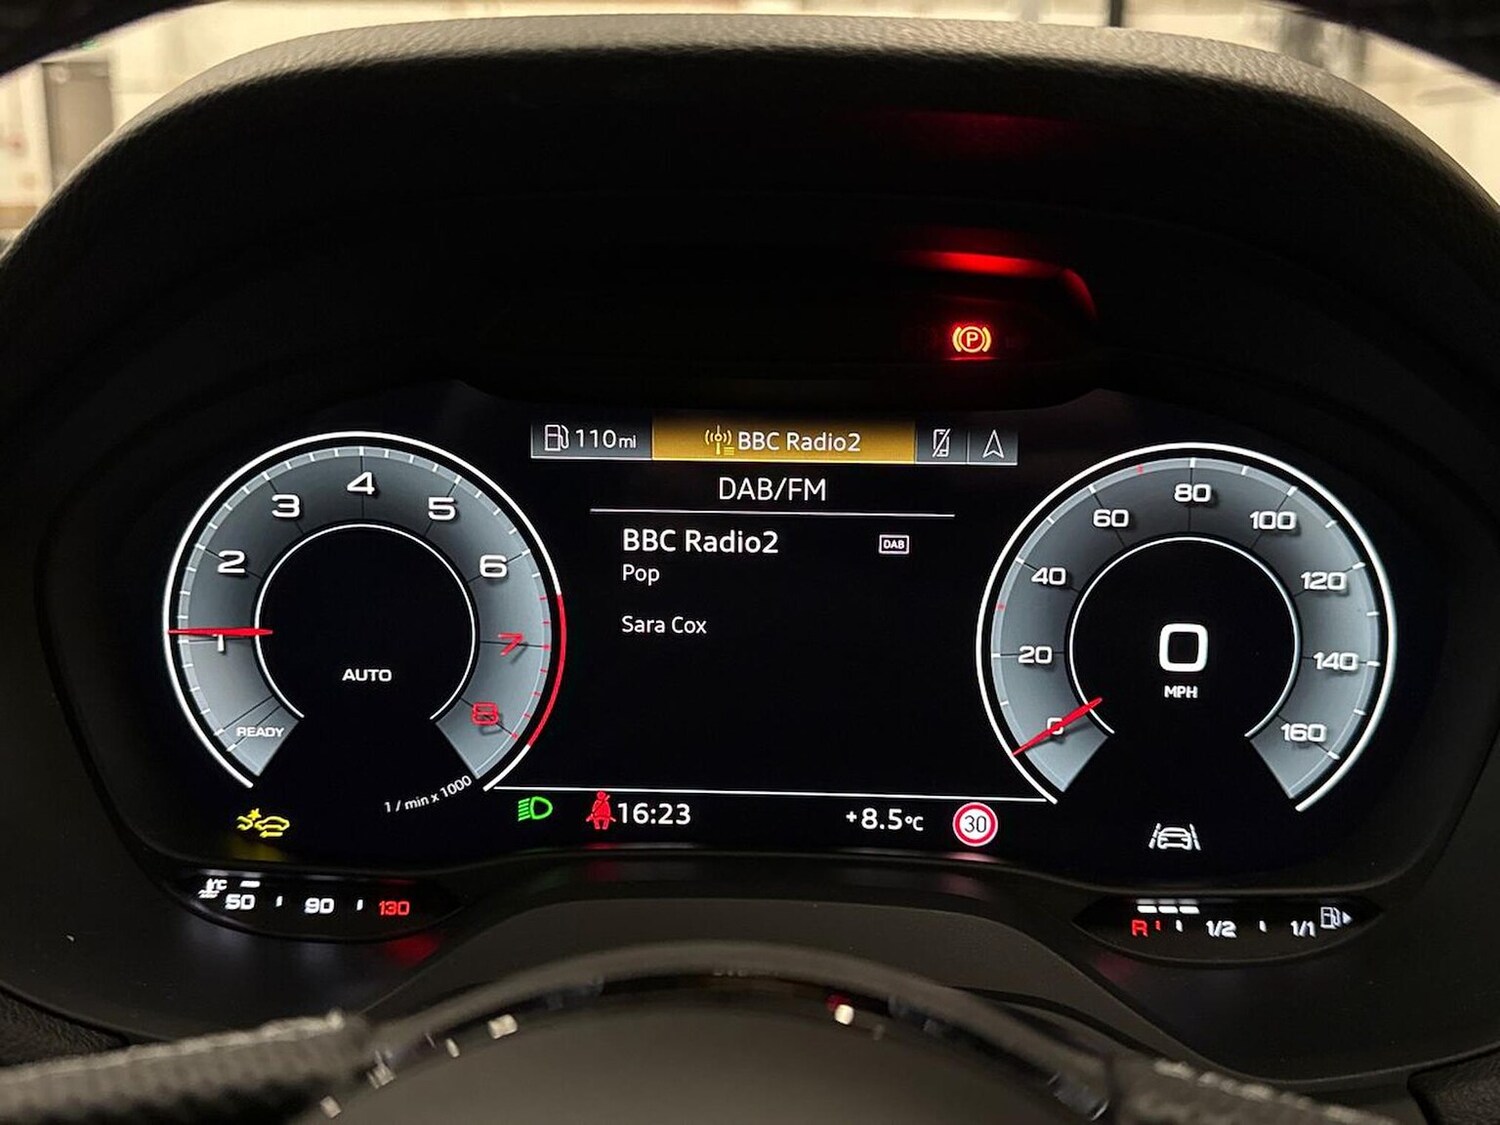 P
110mi
BBC Radio2
DAB/FM
BBC Radio2
DAB
Pop
Sara Cox
1
2
3
4
5
6
7
8
READY
AUTO
1 / min x 1000
0
20
40
60
80
100
120
140
160
0
MPH
16:23
+8.5°C
30
°C
50
90
130
R
1/2
1/1